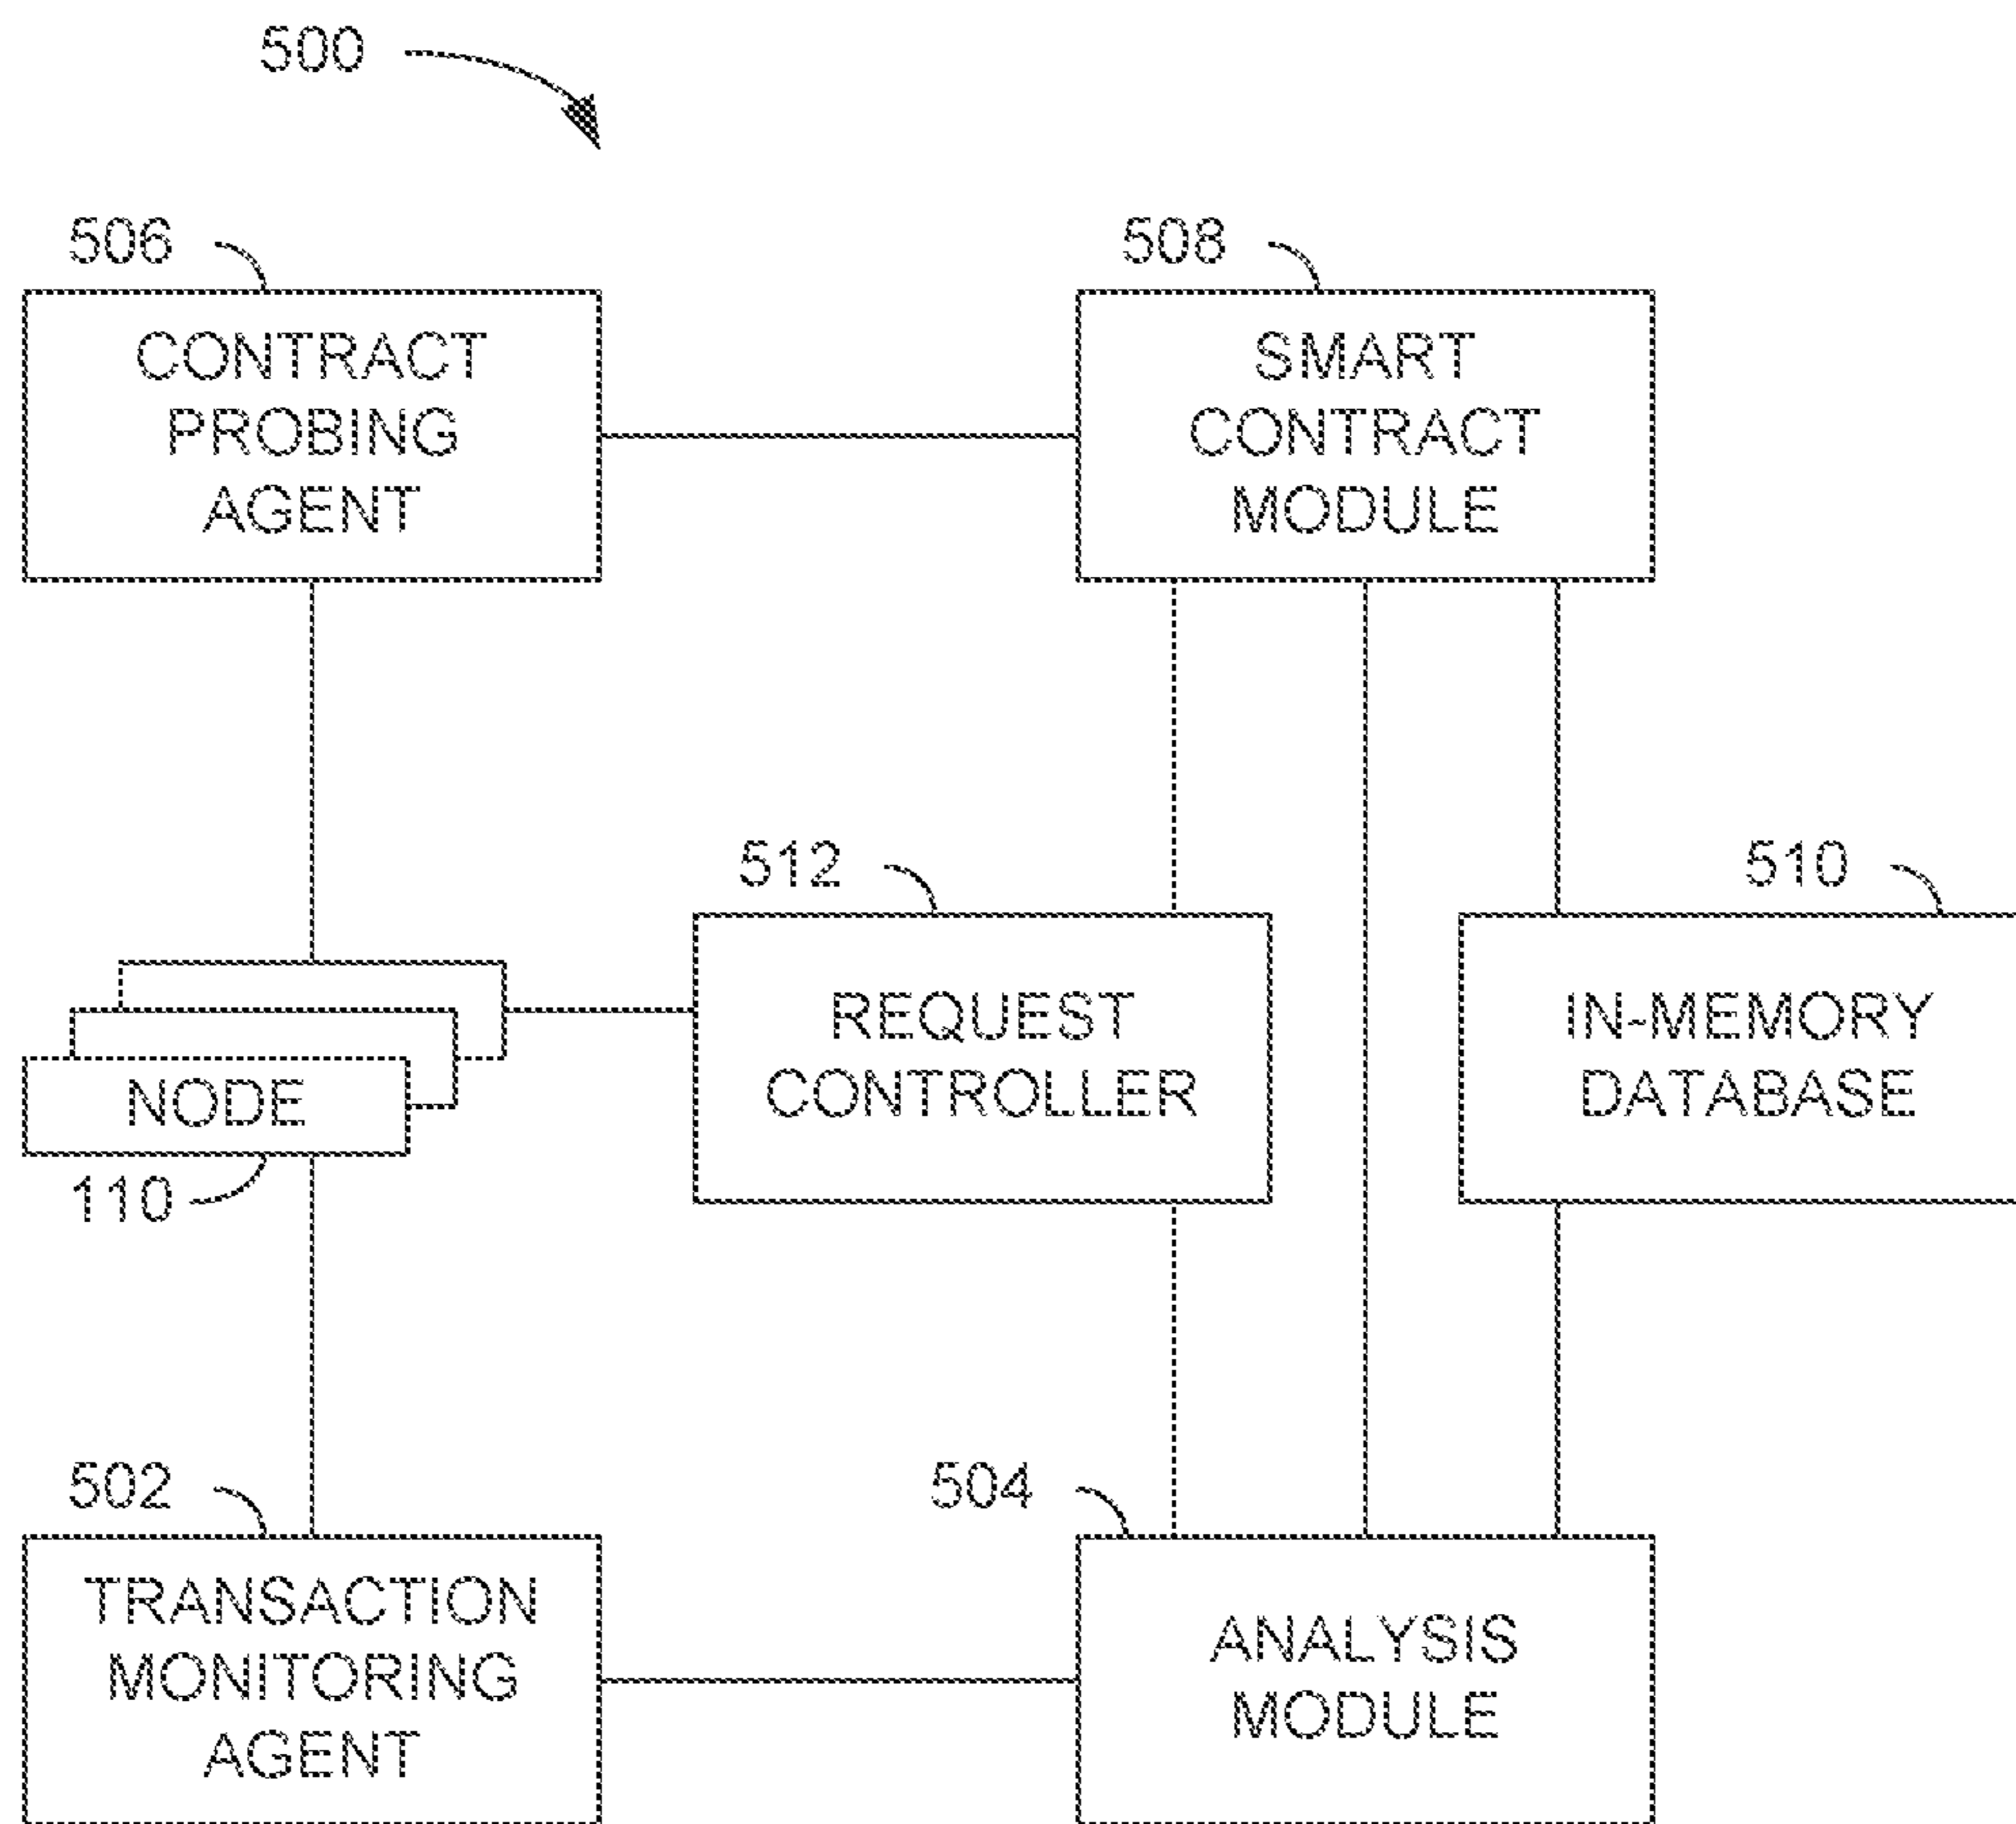 500
506
CONTRACT
PROBING
AGENT
508
SMART
CONTRACT
MODULE
512
REQUEST
CONTROLLER
510
IN-MEMORY
DATABASE
NODE
110
502
TRANSACTION
MONITORING
AGENT
504
ANALYSIS
MODULE